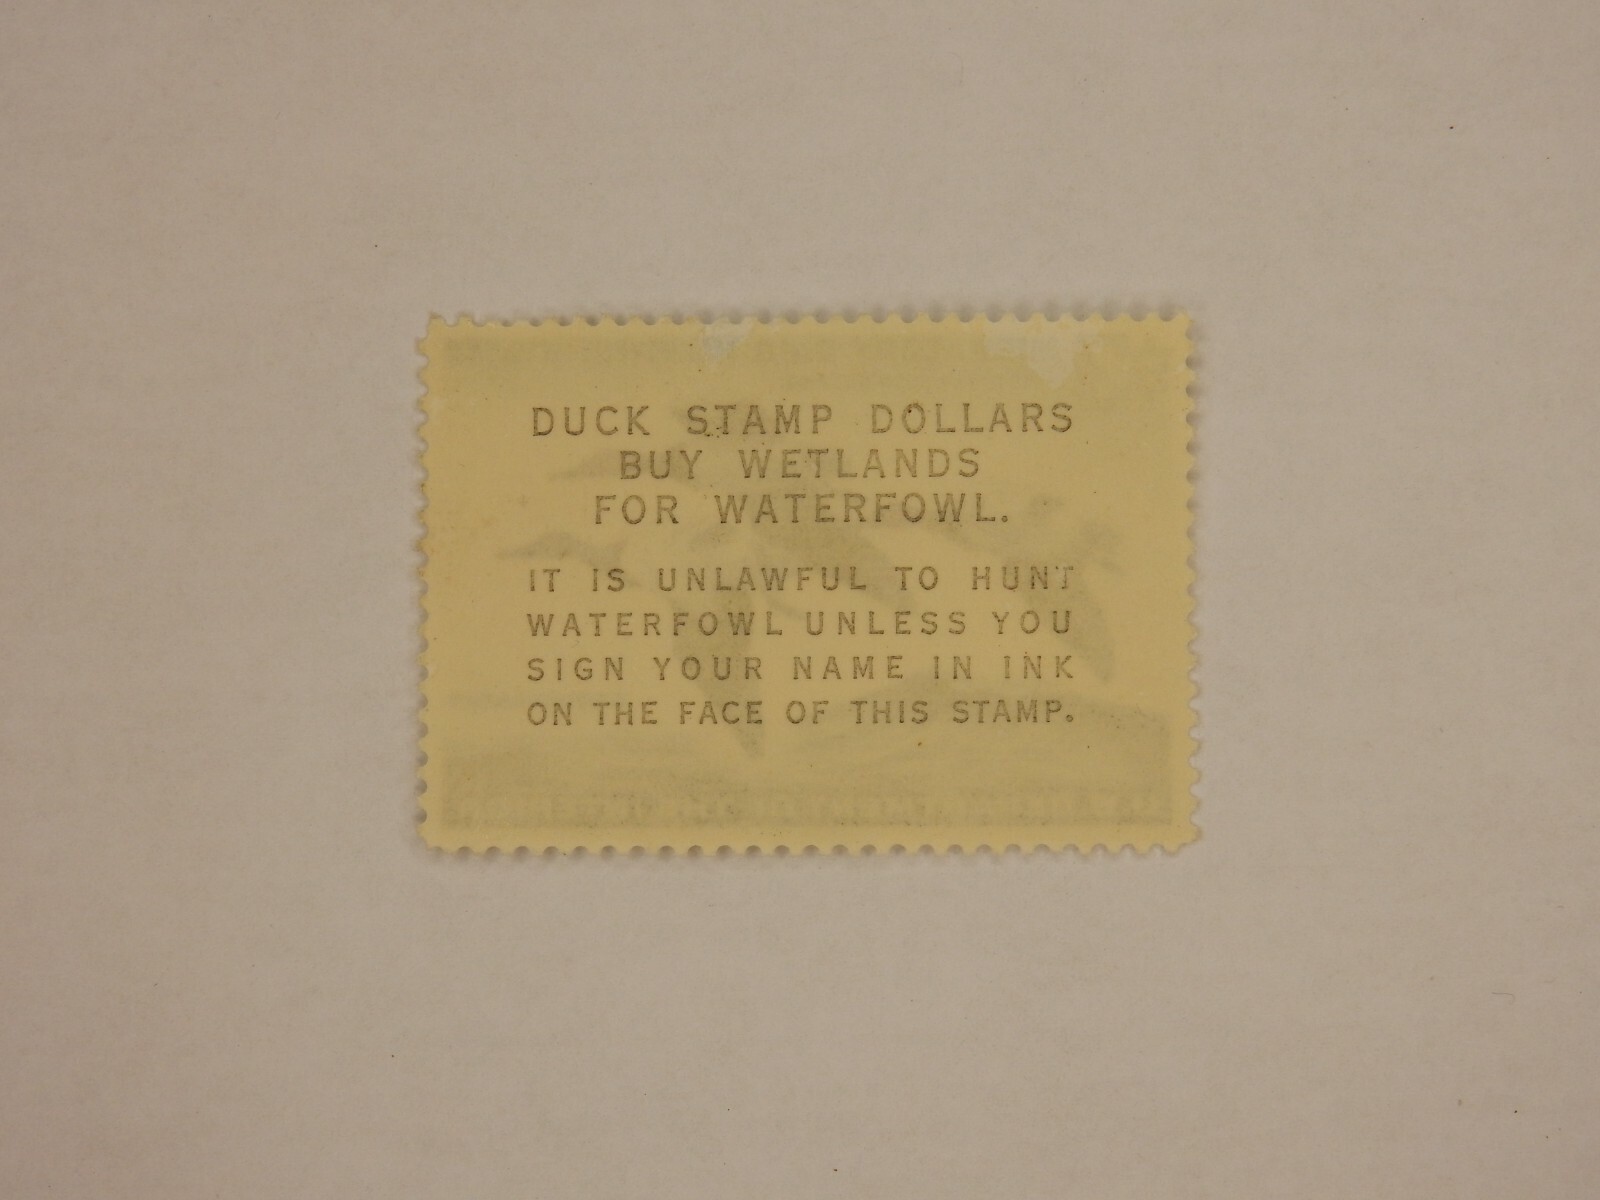 DUCK STAMP DOLLARS
BUY WETLANDS
FOR WATERFOWL.
IT IS UNLAWFUL TO HUNT
WATERFOWL UNLESS YOU
SIGN YOUR NAME IN INK
ON THE FACE OF THIS STAMP.